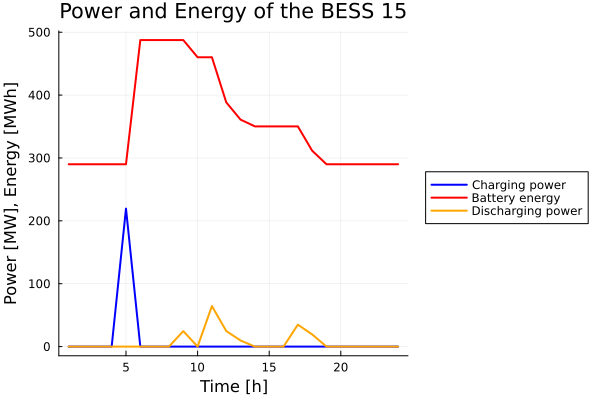 Power and Energy of the BESS 15
Power [MW], Energy [MWh]
500
400
300
200
100
0
5
10
15
20
Time [h]
Charging power
Battery energy
Discharging power